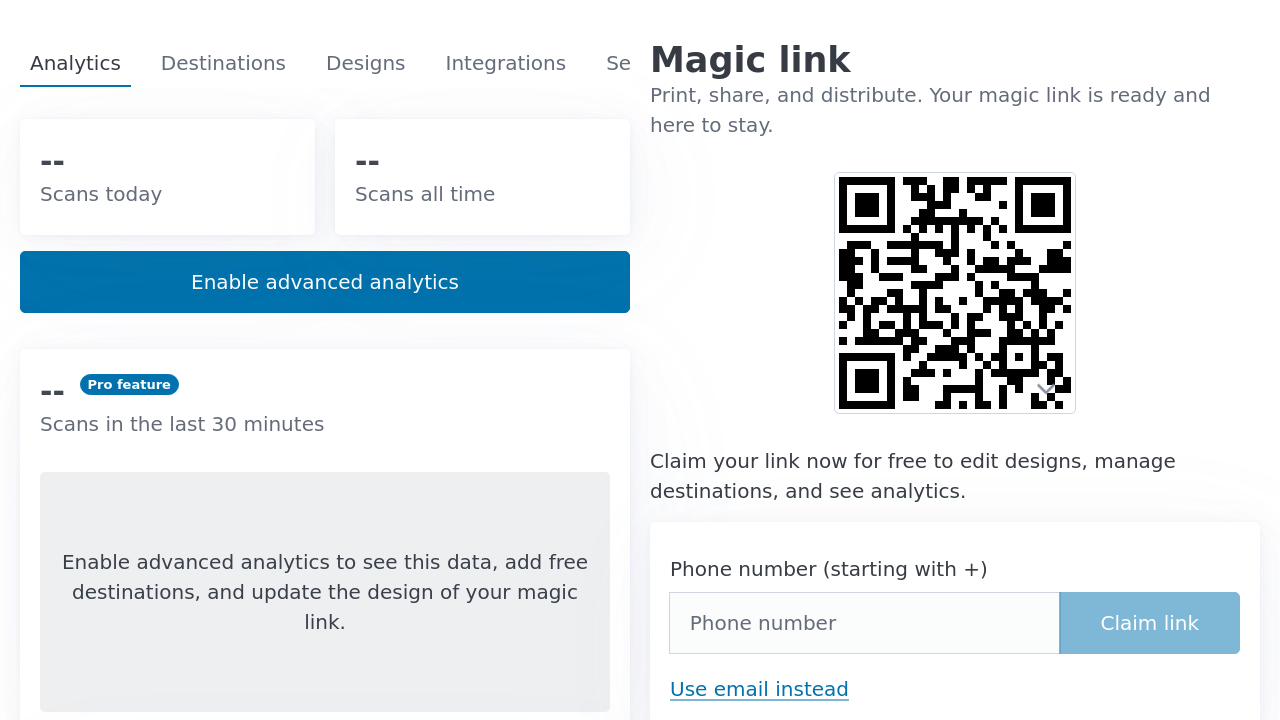 Analytics
Destinations
Designs
Integrations
Se
--
Scans today
--
Scans all time
Enable advanced analytics
-- Pro feature
Scans in the last 30 minutes
Enable advanced analytics to see this data, add free
destinations, and update the design of your magic
link.
Magic link
Print, share, and distribute. Your magic link is ready and
here to stay.
Claim your link now for free to edit designs, manage
destinations, and see analytics.
Phone number (starting with +)
Phone number
Claim link
Use email instead